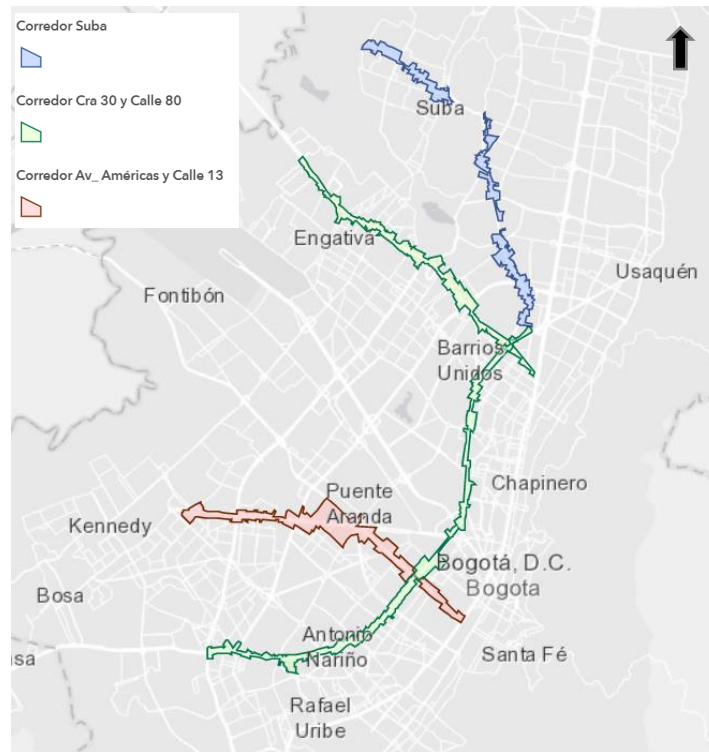 Corredor Suba
Corredor Cra 30 y Calle 80
Corredor Av_ Américas y Calle 13
Suba
Engativa
Usaquén
Fontibón
Barrios
Unidos
Chapinero
Puente
Aranda
Kennedy
Bogotá, D.C.
Bogota
Bosa
Antonio
Nariño
Santa Fé
sa
Rafael
Uribe